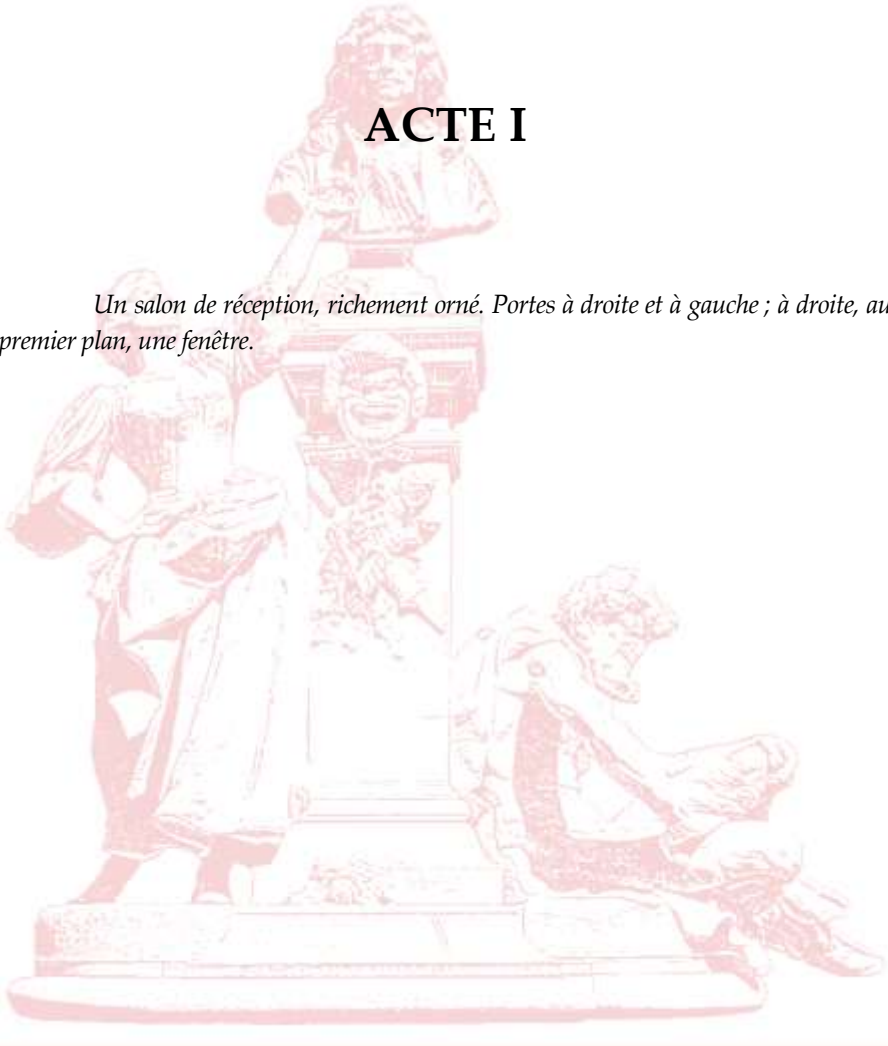 ACTE I
Un salon de réception, richement orné. Portes à droite et à gauche ; à droite, au
premier plan, une fenêtre.